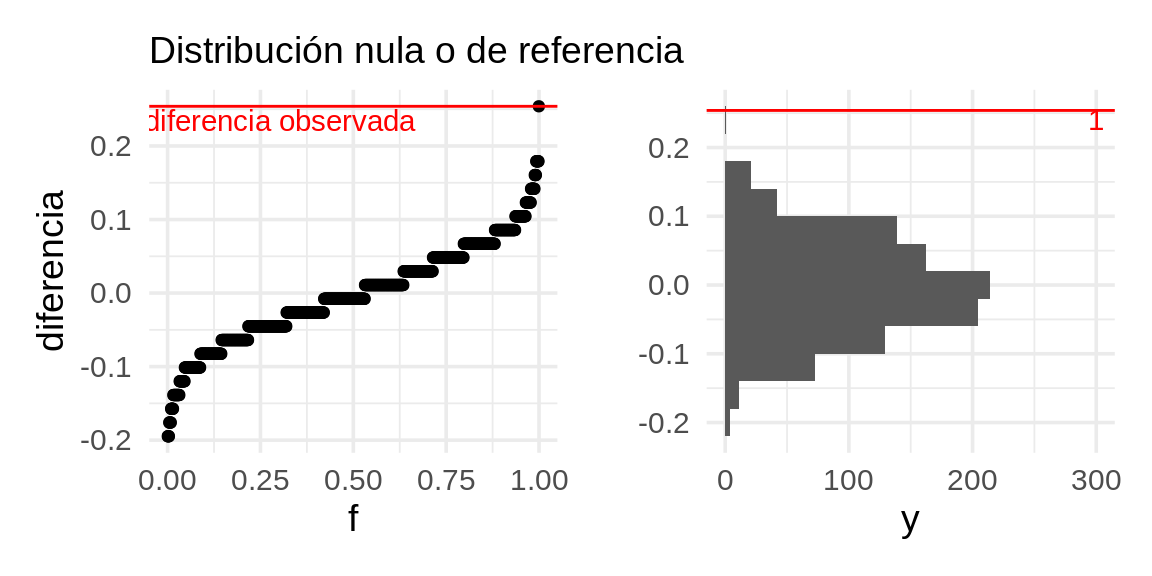 Distribución nula o de referencia
diferencia
0.2
0.1
0.0
-0.1
-0.2
diferencia observada
0.00 0.25 0.50 0.75 1.00
f
0.2
0.1
0.0
-0.1
-0.2
1
0 100 200 300
y